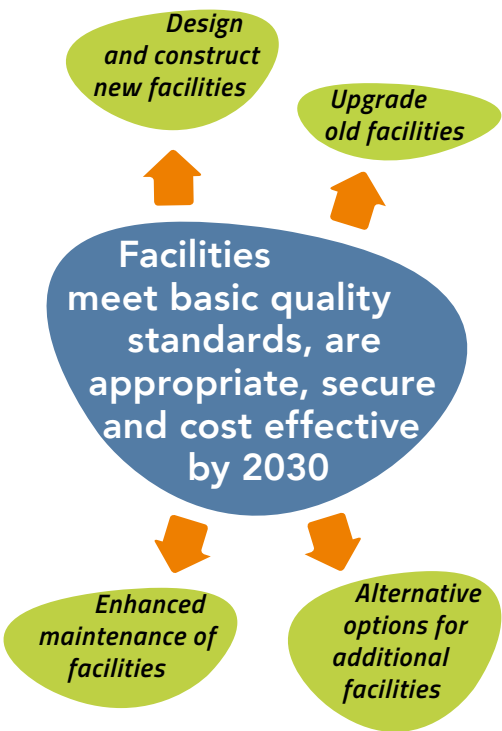 Design
and construct
new facilities
Upgrade
old facilities
Facilities
meet basic quality
standards, are
appropriate, secure
and cost effective
by 2030
Enhanced
maintenance of
facilities
Alternative
options for
additional
facilities